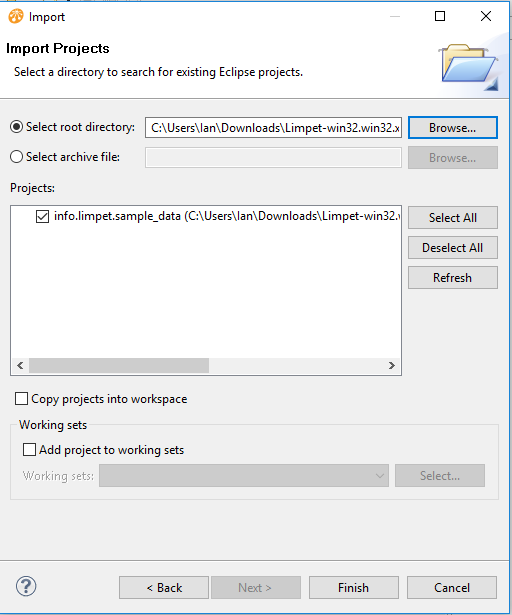 Import
Import Projects
Select a directory to search for existing Eclipse projects.
Select root directory: C:\Users\Ian\Downloads\Limpet-win32.win32.x Browse...
Select archive file: Browse...
Projects:
info.limpet.sample_data (C:\Users\Ian\Downloads\Limpet-win32. Select All
Deselect All
Refresh
Copy projects into workspace
Working sets
Add project to working sets
Working sets: Select...
? < Back Next > Finish Cancel